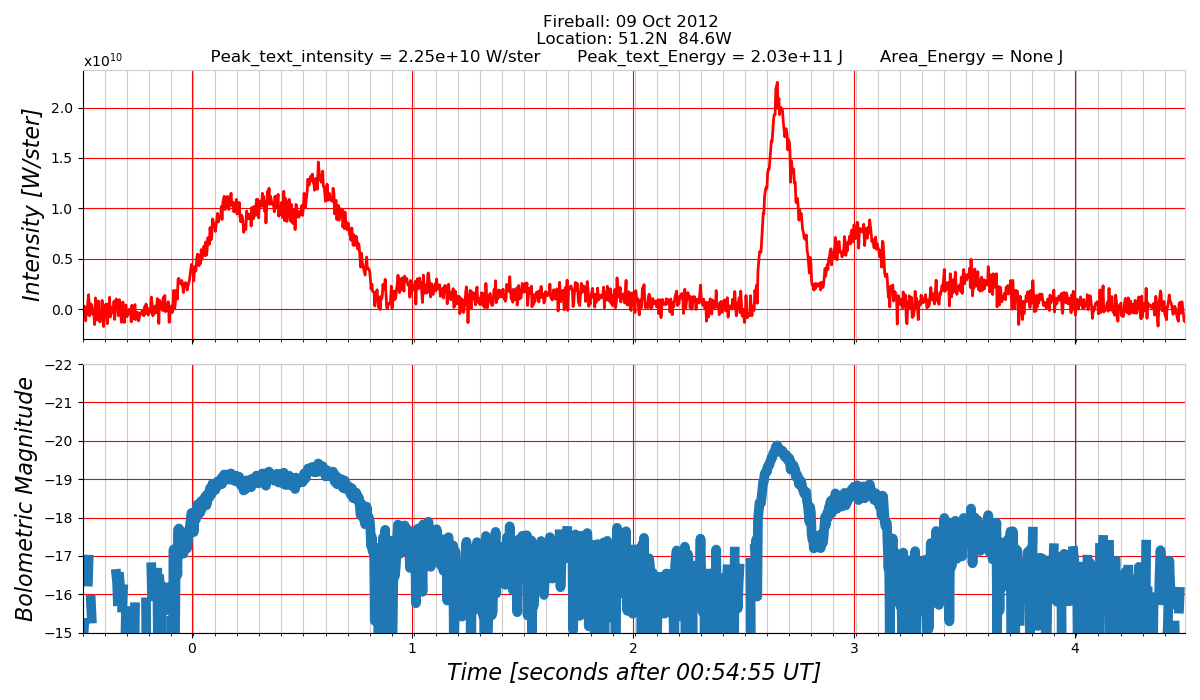 Fireball: 09 Oct 2012
Location: 51.2N  84.6W
Peak_text_intensity = 2.25e+10 W/ster       Peak_text_Energy = 2.03e+11 J       Area_Energy = None J
x10¹⁰
Intensity [W/ster]
2.0
1.5
1.0
0.5
0.0
Bolometric Magnitude
−22
−21
−20
−19
−18
−17
−16
−15
0 1 2 3 4
Time [seconds after 00:54:55 UT]